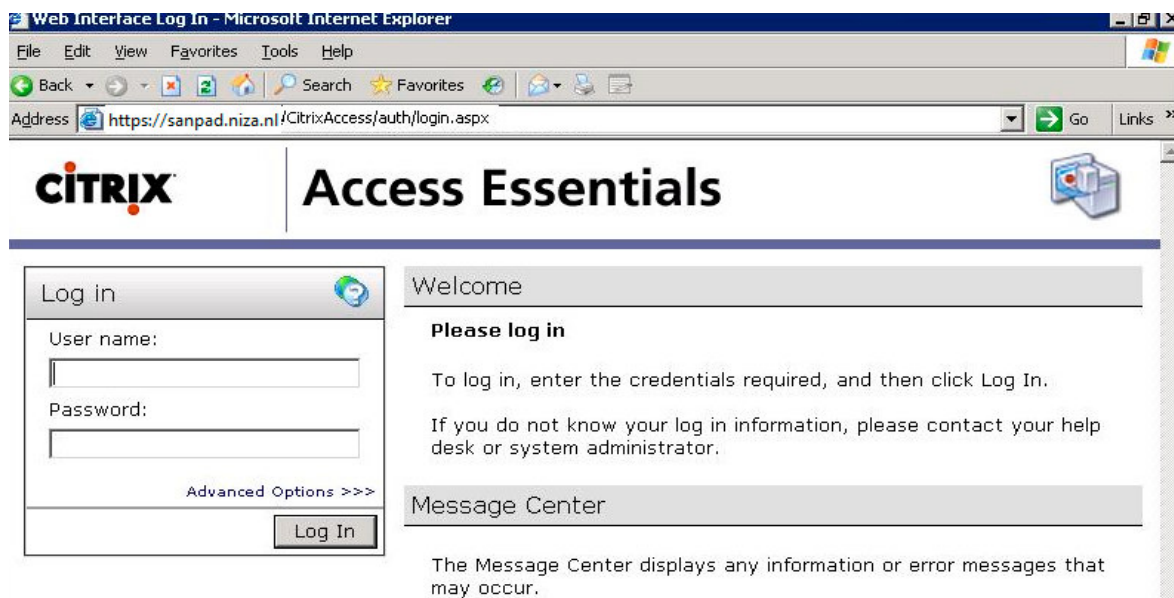 Web Interface Log In - Microsoft Internet Explorer
File Edit View Favorites Tools Help
Back Search Favorites
Address https://sanpad.niza.nl/CitrixAccess/auth/login.aspx Go Links »
CITRIX Access Essentials
Log in
User name:
Password:
Advanced Options >>>
Log In
Welcome
Please log in
To log in, enter the credentials required, and then click Log In.
If you do not know your log in information, please contact your help
desk or system administrator.
Message Center
The Message Center displays any information or error messages that
may occur.